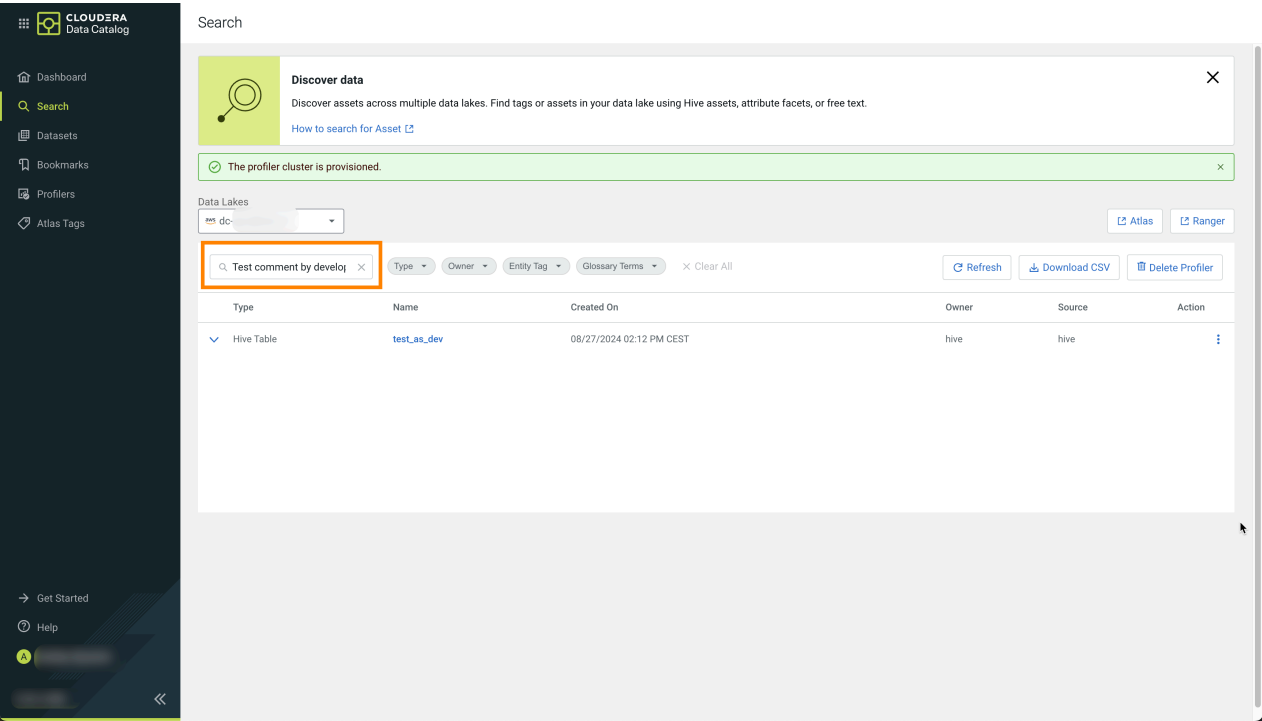 CLOUDERA
Data Catalog
Search
Dashboard
Search
Datasets
Bookmarks
Profilers
Atlas Tags
Discover data
Discover assets across multiple data lakes. Find tags or assets in your data lake using Hive assets, attribute facets, or free text.
How to search for Asset
The profiler cluster is provisioned.
Data Lakes
aws dc-
Atlas
Ranger
Test comment by develop
Type
Owner
Entity Tag
Glossary Terms
Clear All
Refresh
Download CSV
Delete Profiler
Type Name Created On Owner Source Action
Hive Table test_as_dev 08/27/2024 02:12 PM CEST hive hive
Get Started
Help
A